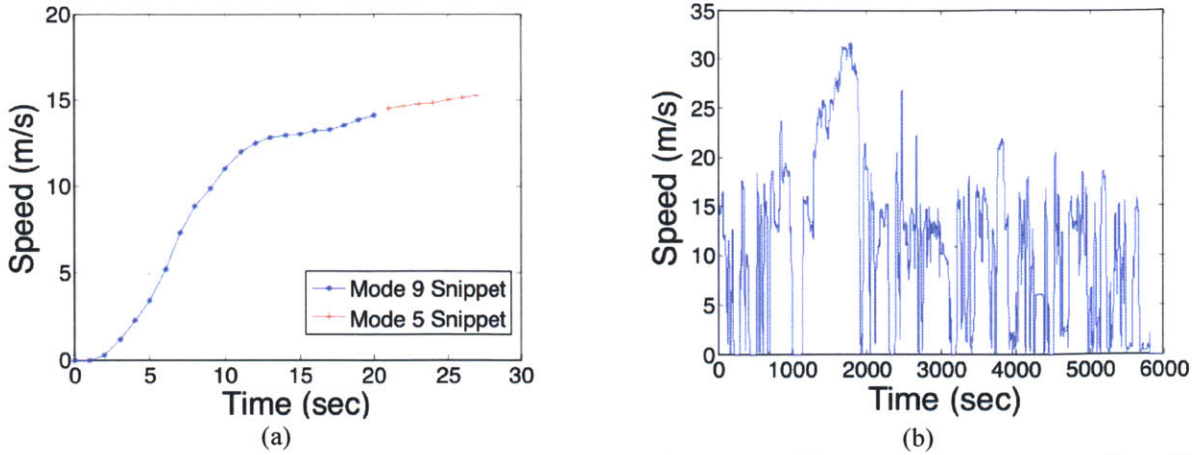 20
15
10
5
0
Speed (m/s)
Mode 9 Snippet
Mode 5 Snippet
0 5 10 15 20 25 30
Time (sec)
(a)
35
30
25
20
15
10
5
0
Speed (m/s)
0 1000 2000 3000 4000 5000 6000
Time (sec)
(b)